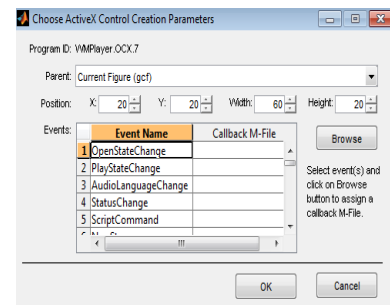 Choose ActiveX Control Creation Parameters
Program ID: WMPlayer.OCX.7
Parent: Current Figure (gcf)
Position: X: 20 Y: 20 Width: 60 Height: 20
Events: Event Name Callback M-File
1 OpenStateChange
2 PlayStateChange
3 AudioLanguageChange
4 StatusChange
5 ScriptCommand
Browse
Select event(s) and
click on Browse
button to assign a
callback M-File.
OK Cancel